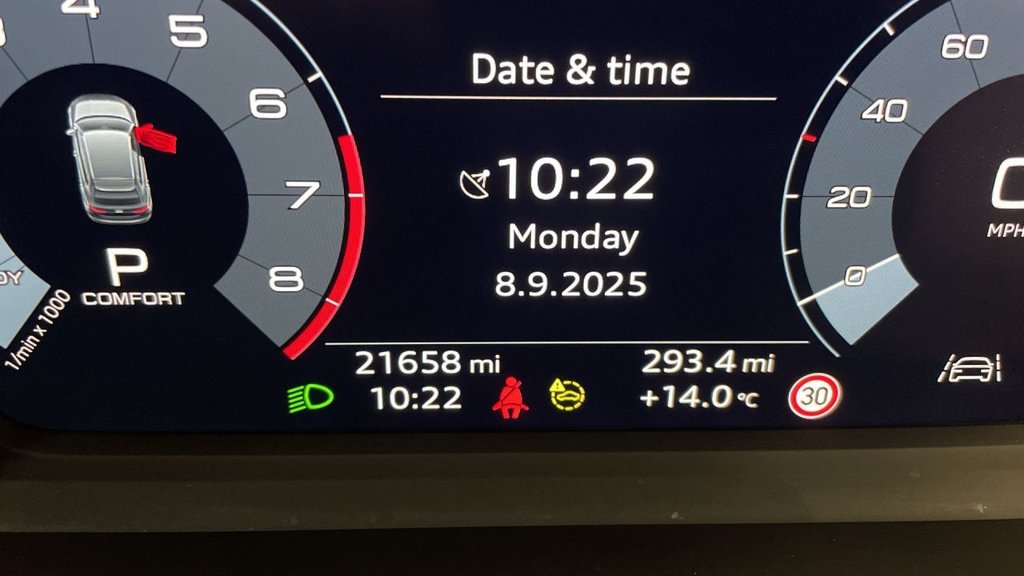 4
5
6
7
8
1/min x 1000
P
COMFORT
Date & time
10:22
Monday
8.9.2025
21658 mi
10:22
293.4 mi
+14.0 °C
30
60
40
20
0
MPH